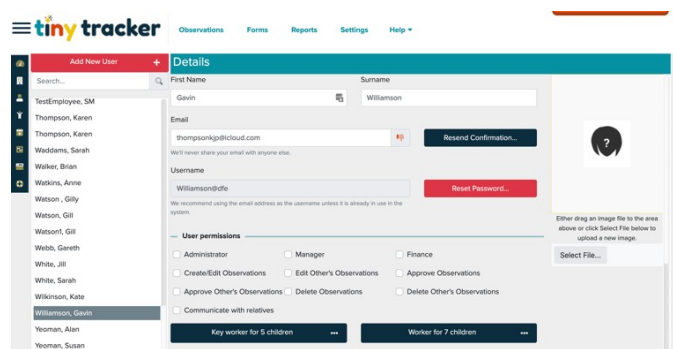 tiny tracker
Observations Forms Reports Settings Help
Add New User +
Search...
TestEmployee, SM
Thompson, Karen
Thompson, Karen
Waddams, Sarah
Walker, Brian
Watkins, Anne
Watson , Gilly
Watson, Gill
Watson1, Gill
Webb, Gareth
White, Jill
White, Sarah
Wilkinson, Kate
Williamson, Gavin
Yeoman, Alan
Yeoman, Susan
Details
First Name Surname
Gavin Williamson
Email
thompsonkjp@icloud.com Resend Confirmation...
We'll never share your email with anyone else.
Username
Williamson@dfe Reset Password...
We recommend using the email address as the username unless it is already in use in the
system.
User permissions
Administrator Manager Finance
Create/Edit Observations Edit Other's Observations Approve Observations
Approve Other's Observations Delete Observations Delete Other's Observations
Communicate with relatives
Key worker for 5 children ••• Worker for 7 children •••
?
Either drag an image file to the area
above or click Select File below to
upload a new image.
Select File...